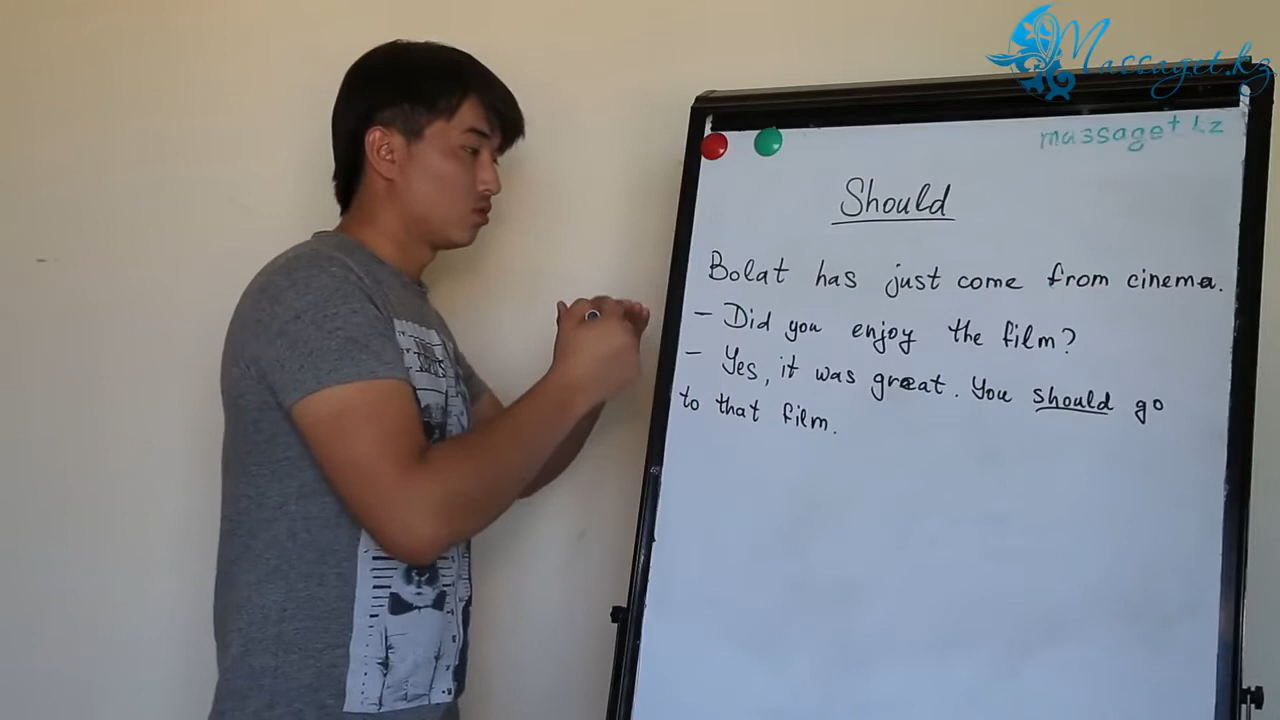 Massaget.kz
massaget kz
Should
Bolat has just come from cinema.
- Did you enjoy the film?
- Yes, it was great. You should go
to that film.